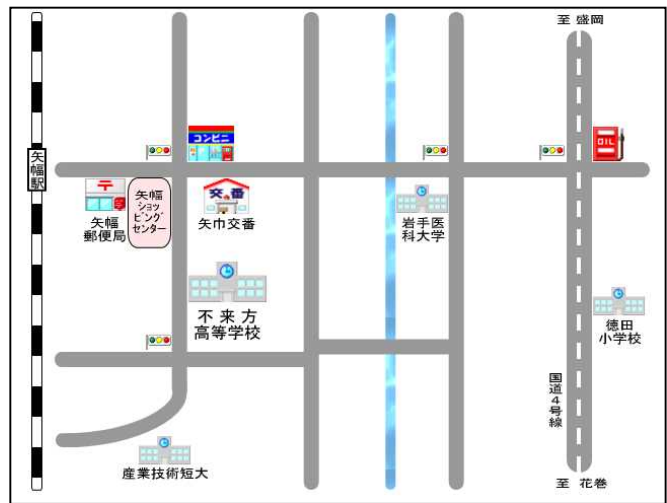 至 盛岡
コンビニ
OIL
矢幅駅
〒
矢幅
郵便局
矢幅
ショッ
ピング
センター
交番
矢巾交番
岩手医
科大学
不来方
高等学校
徳田
小学校
国道4号線
産業技術短大
至 花巻